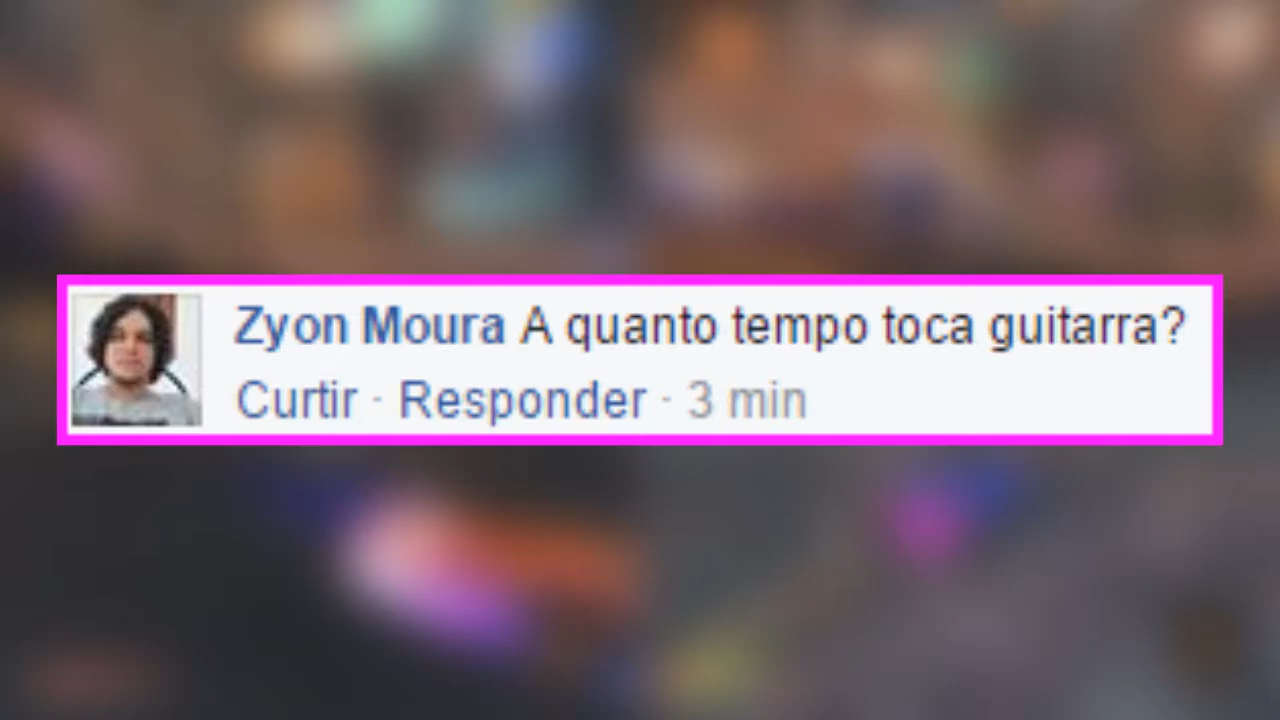 Zyon Moura A quanto tempo toca guitarra?
Curtir · Responder · 3 min